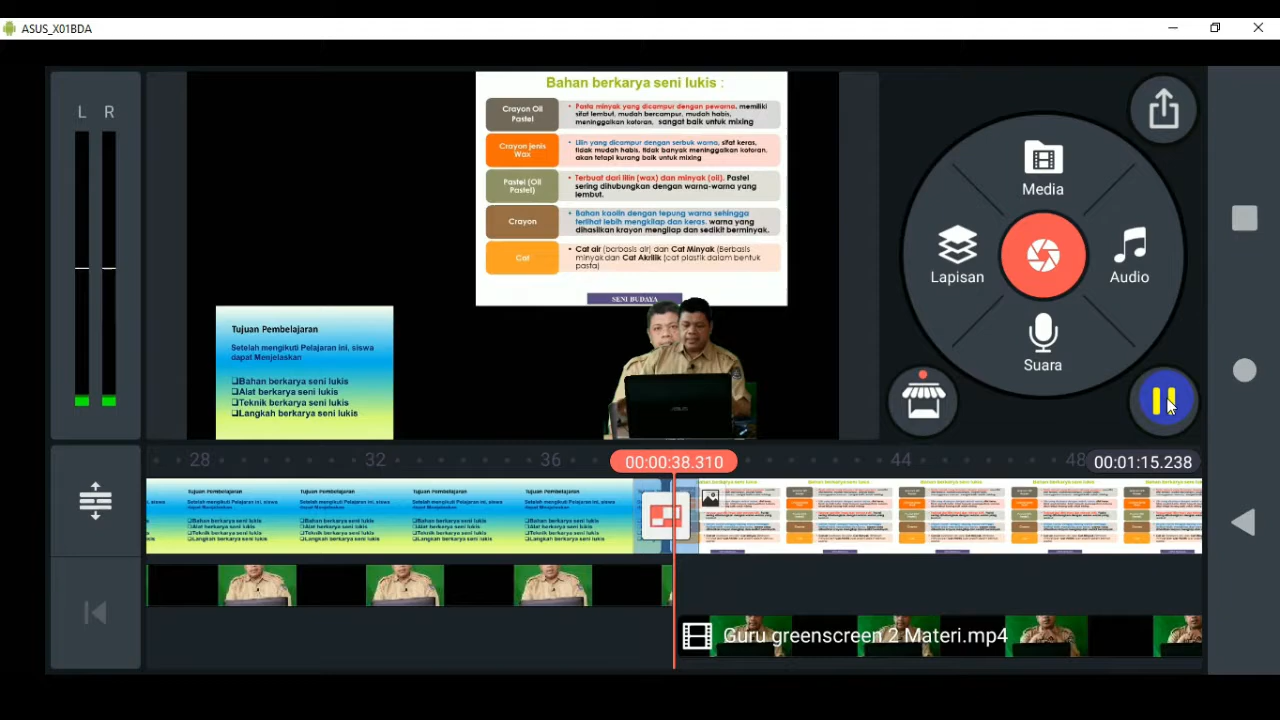 ASUS_X01BDA
L R
Bahan berkarya seni lukis :
Crayon Oil
Pastel
• Pasta minyak yang dicampur dengan pewarna, memiliki
sifat lembut, mudah bercampur, mudah habis,
meninggalkan kotoran, sangat baik untuk mixing
Crayon jenis
Wax
• Lilin yang dicampur dengan serbuk warna, sifat keras,
tidak mudah habis, tidak banyak meninggalkan kotoran,
akan tetapi kurang baik untuk mixing
Pastel (Oil
Pastel)
• Terbuat dari lilin (wax) dan minyak (oil). Pastel
sering dihubungkan dengan warna-warna yang
lembut.
Crayon
• Bahan kaolin dengan tepung warna sehingga
terlihat lebih mengkilap dan keras. warna yang
dihasilkan krayon mengilap dan sedikit berminyak.
Cat
• Cat air (berbasis air) dan Cat Minyak (Berbasis
minyak dan Cat Akrilik (cat plastik dalam bentuk
pasta)
SENI BUDAYA
Tujuan Pembelajaran
Setelah mengikuti Pelajaran ini, siswa
dapat Menjelaskan
❑Bahan berkarya seni lukis
❑Alat berkarya seni lukis
❑Teknik berkarya seni lukis
❑Langkah berkarya seni lukis
ASUS
Media
Lapisan
Audio
Suara
28 32 36 00:00:38.310 44 48 00:01:15.238
Guru greenscreen 2 Materi.mp4